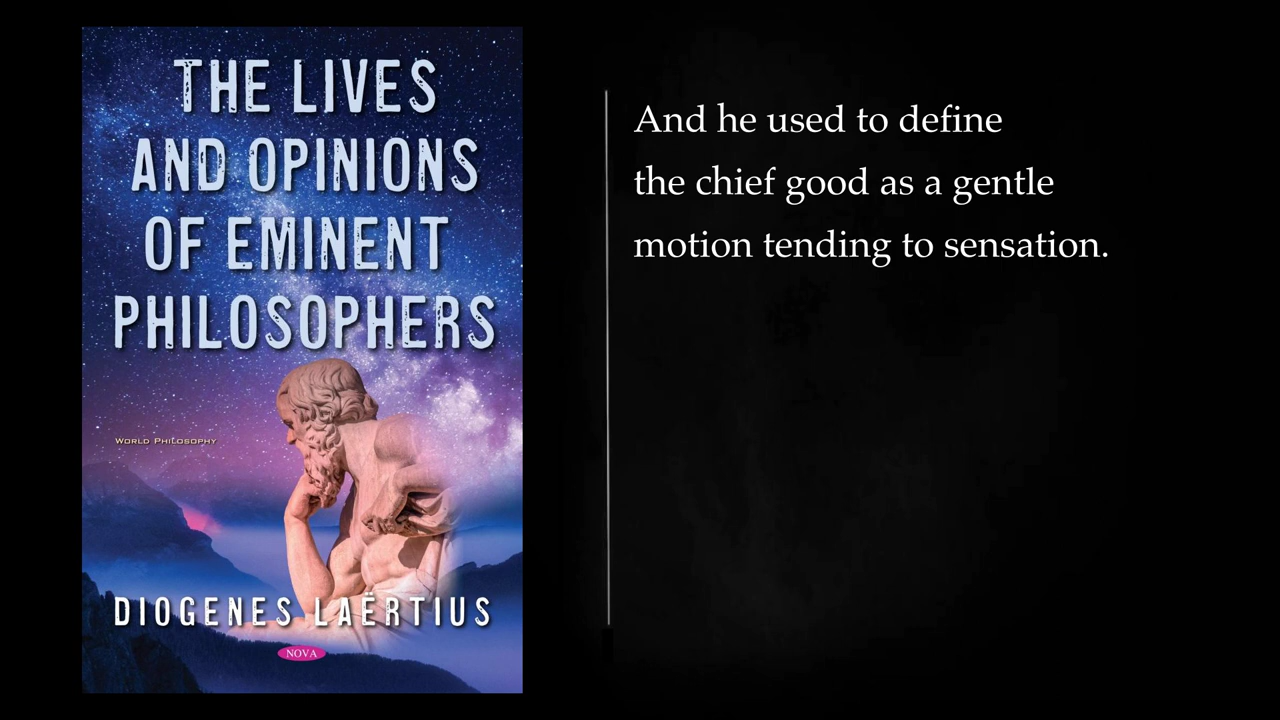 THE LIVES
AND OPINIONS
OF EMINENT
PHILOSOPHERS
WORLD PHILOSOPHY
DIOGENES LAËRTIUS
NOVA
And he used to define
the chief good as a gentle
motion tending to sensation.